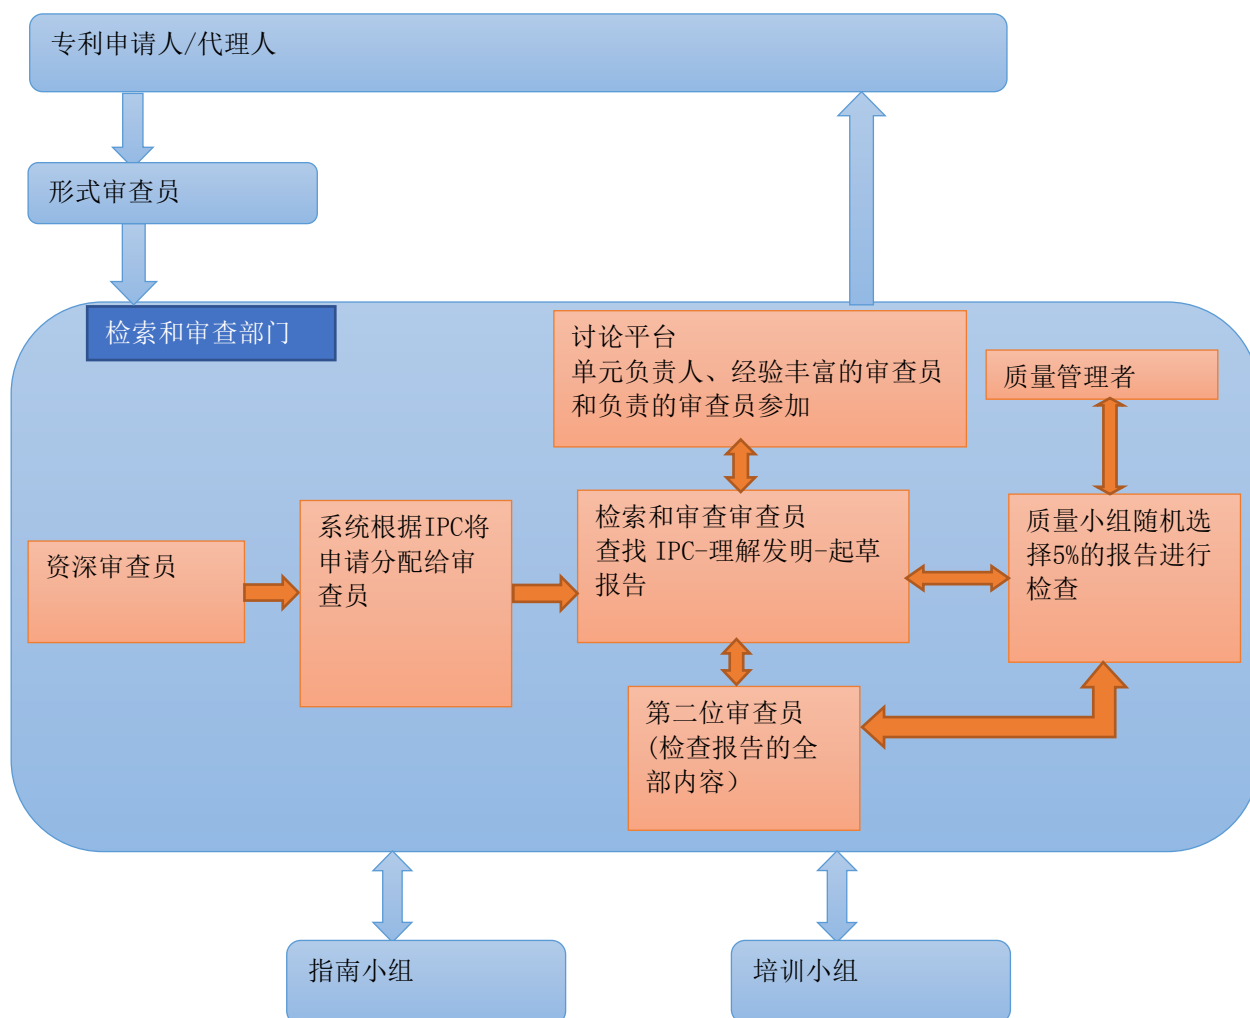 专利申请人/代理人
形式审查员
检索和审查部门
讨论平台
单元负责人、经验丰富的审查员
和负责的审查员参加
质量管理者
资深审查员
系统根据IPC将
申请分配给审
查员
检索和审查审查员
查找 IPC-理解发明-起草
报告
质量小组随机选
择5%的报告进行
检查
第二位审查员
(检查报告的全
部内容）
指南小组
培训小组